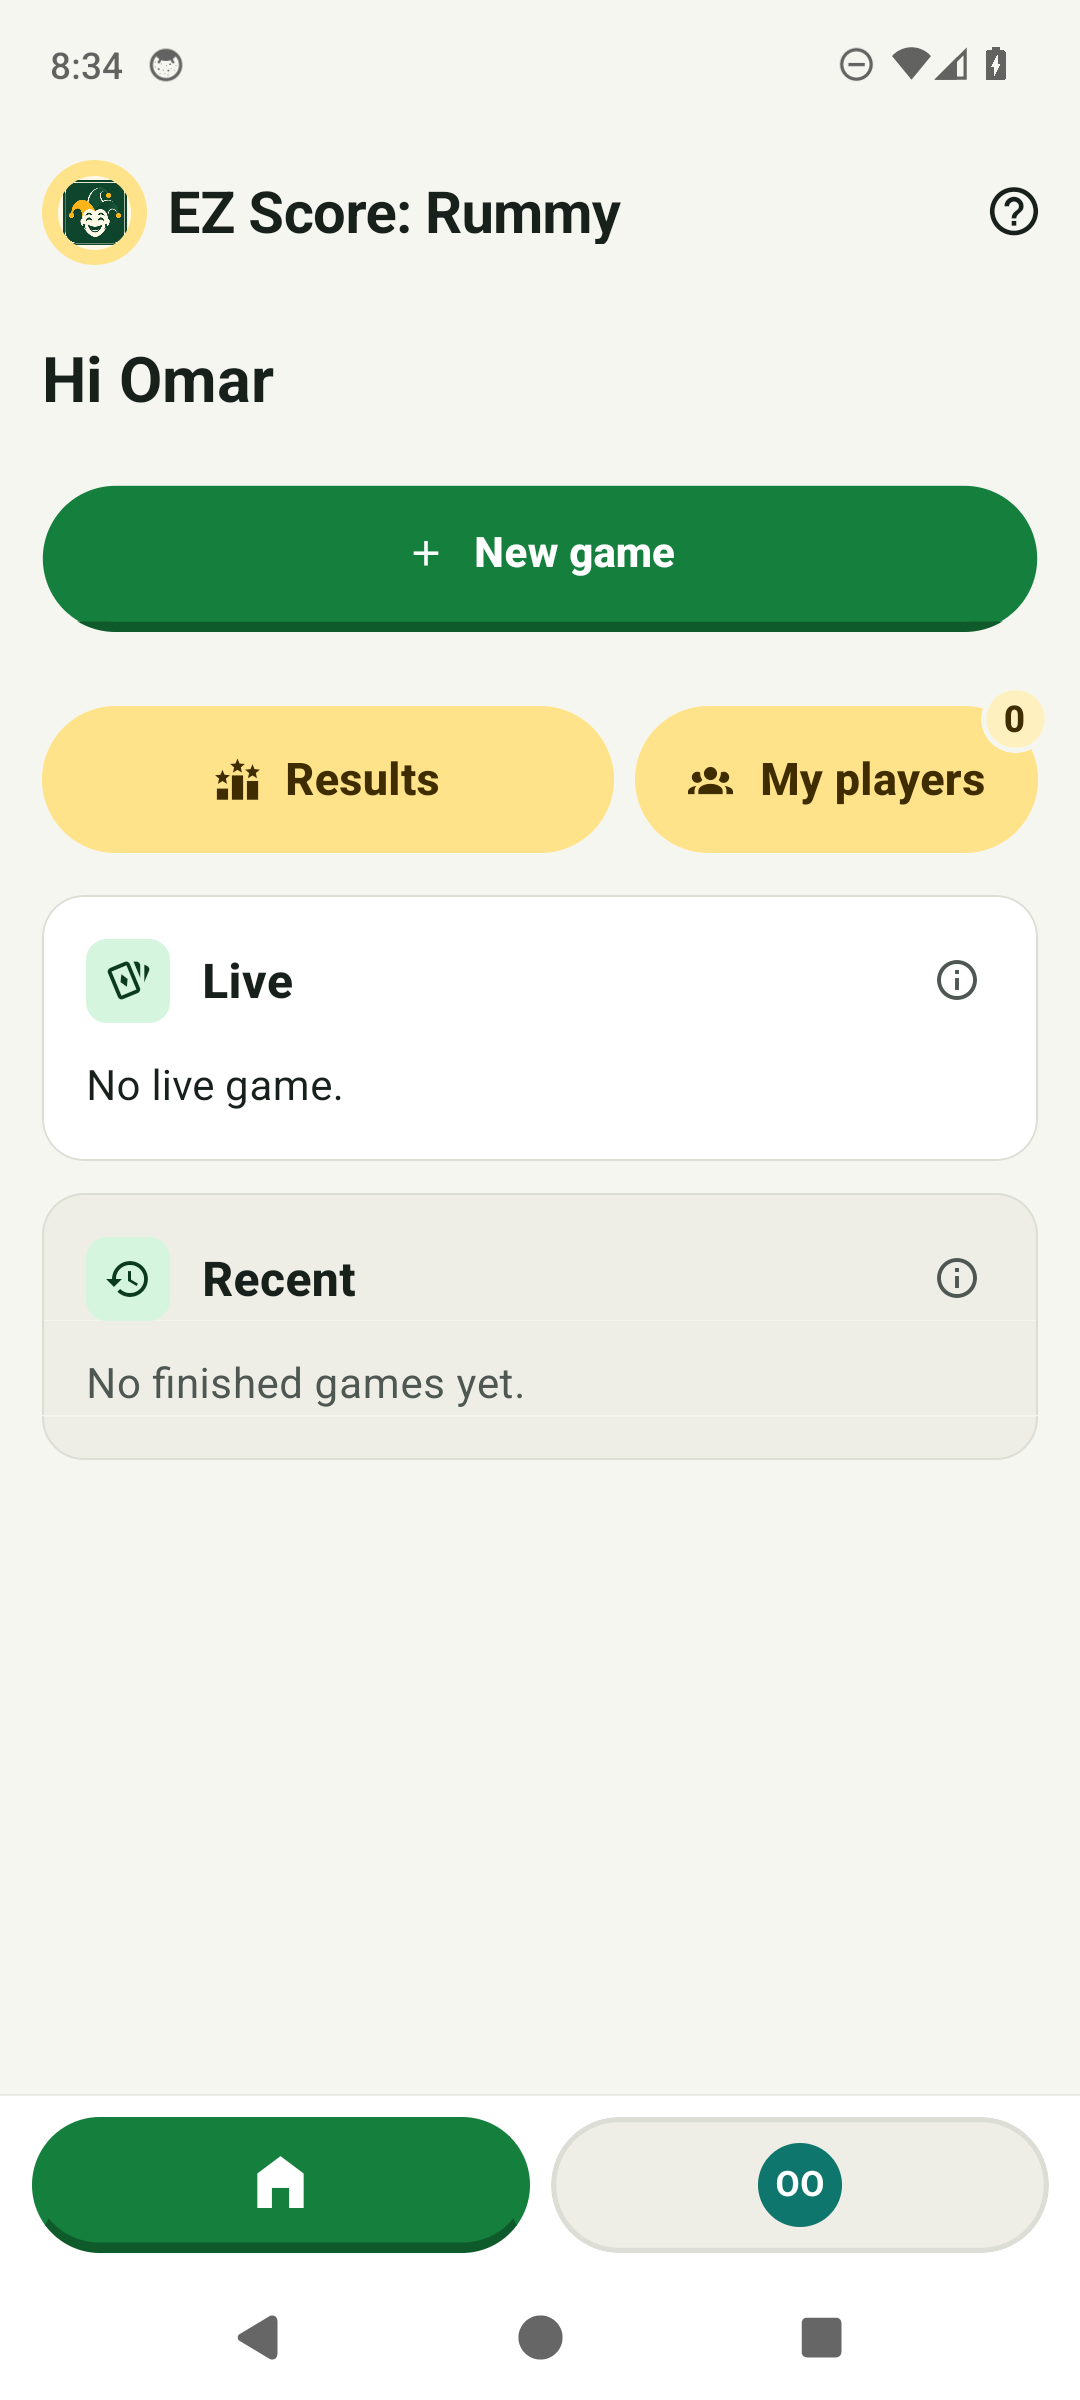 8:34
EZ Score: Rummy
Hi Omar
+ New game
Results
My players
0
Live
No live game.
Recent
No finished games yet.
OO